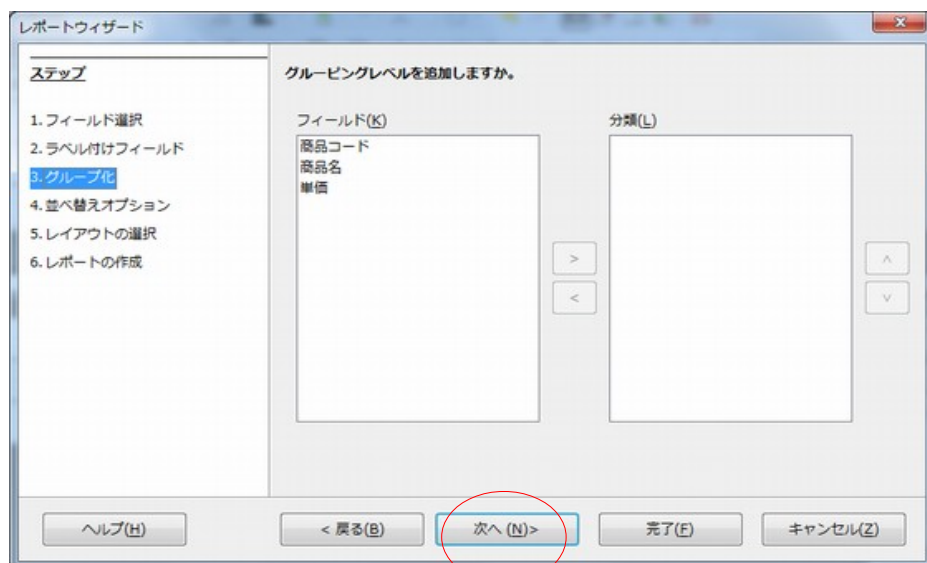 レポートウィザード
ステップ
1.フィールド選択
2.ラベル付けフィールド
3.グループ化
4.並べ替えオプション
5.レイアウトの選択
6.レポートの作成
グルーピングレベルを追加しますか。
フィールド(K)
商品コード
商品名
単価
分類(L)
>
<
^
v
ヘルプ(H)
< 戻る(B)
次へ (N)>
完了(F)
キャンセル(Z)